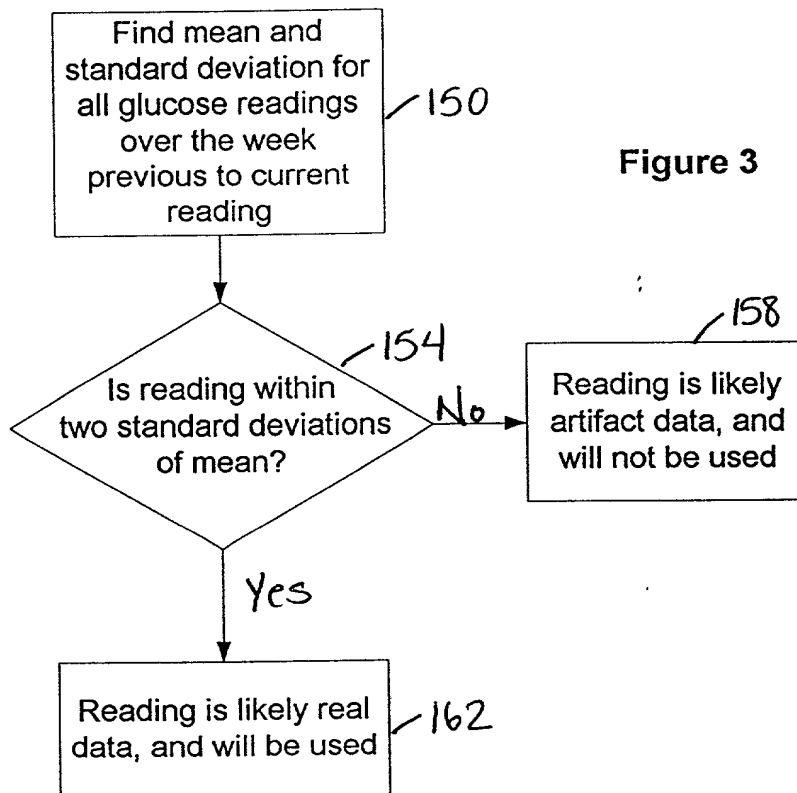 Find mean and
standard deviation for
all glucose readings
over the week
previous to current
reading
150
Figure 3
154
Is reading within
two standard deviations
of mean?
No
158
Reading is likely
artifact data, and
will not be used
Yes
Reading is likely real
data, and will be used
162